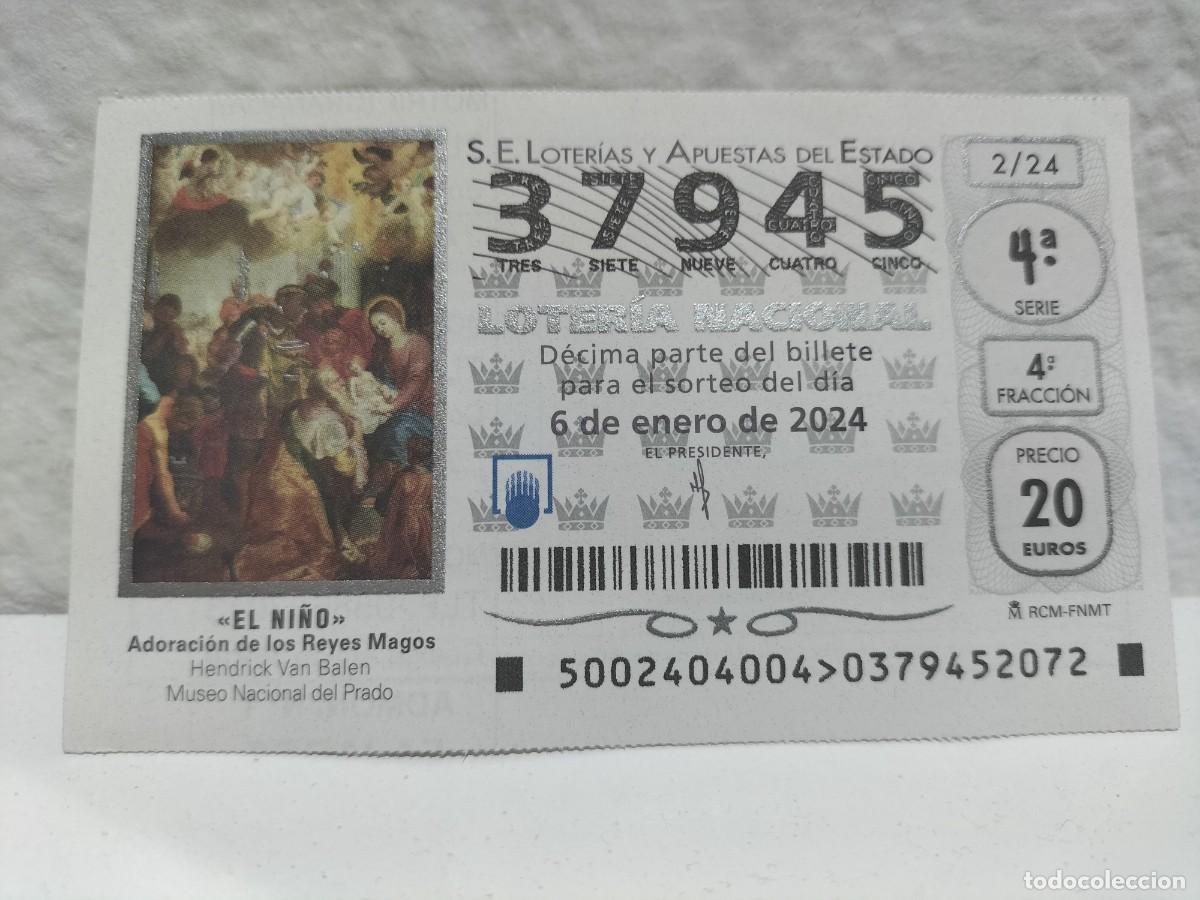 S.E. LOTERÍAS Y APUESTAS DEL ESTADO
37945
TRES SIETE NUEVE CUATRO CINCO
LOTERÍA NACIONAL
Décima parte del billete
para el sorteo del día
6 de enero de 2024
EL PRESIDENTE,
2/24
4ª
SERIE
4ª
FRACCIÓN
PRECIO
20
EUROS
RCM-FNMT
5002404004>0379452072
«EL NIÑO»
Adoración de los Reyes Magos
Hendrick Van Balen
Museo Nacional del Prado
todocoleccion